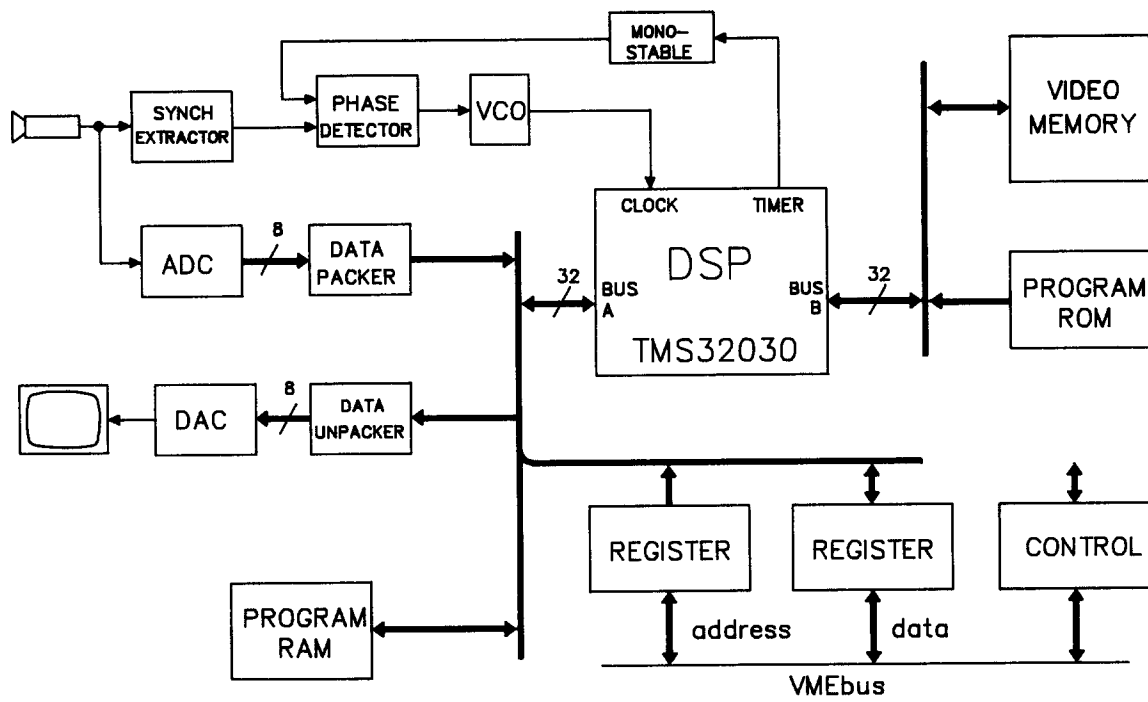 MONO-
STABLE
SYNCH
EXTRACTOR
PHASE
DETECTOR
VCO
VIDEO
MEMORY
CLOCK
TIMER
DSP
BUS
A
BUS
B
TMS32030
32
32
ADC
8
DATA
PACKER
PROGRAM
ROM
DAC
8
DATA
UNPACKER
REGISTER
REGISTER
CONTROL
PROGRAM
RAM
address
data
VMEbus